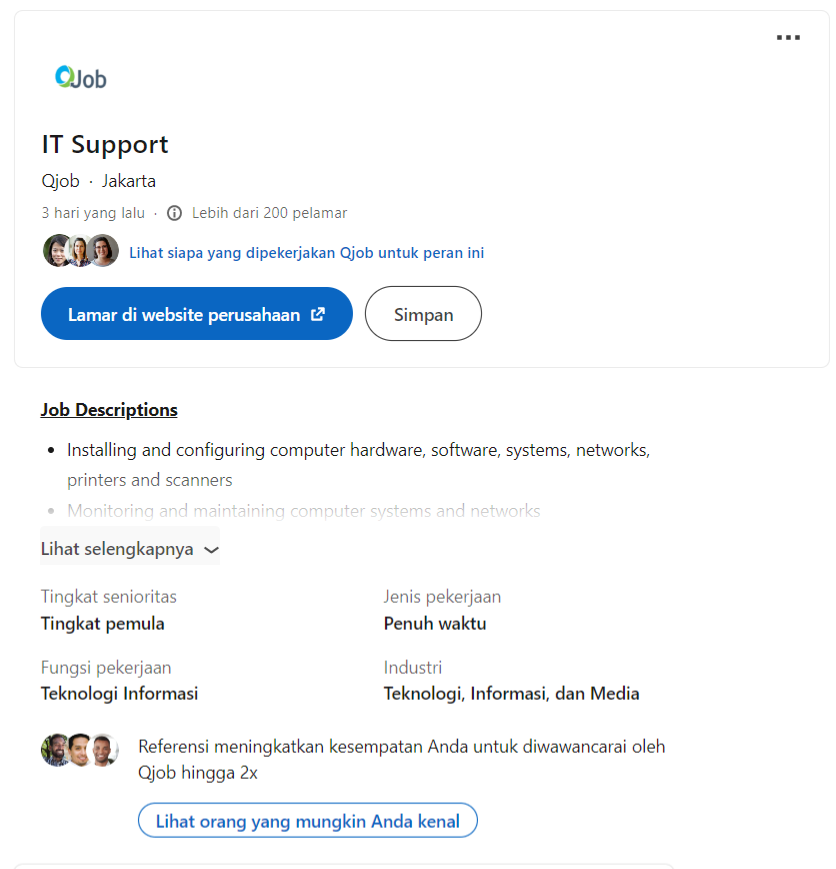 QJob
IT Support
Qjob · Jakarta
3 hari yang lalu · Lebih dari 200 pelamar
Lihat siapa yang dipekerjakan Qjob untuk peran ini
Lamar di website perusahaan
Simpan
Job Descriptions
• Installing and configuring computer hardware, software, systems, networks,
printers and scanners
• Monitoring and maintaining computer systems and networks
Lihat selengkapnya
Tingkat senioritas
Tingkat pemula
Jenis pekerjaan
Penuh waktu
Fungsi pekerjaan
Teknologi Informasi
Industri
Teknologi, Informasi, dan Media
Referensi meningkatkan kesempatan Anda untuk diwawancarai oleh
Qjob hingga 2x
Lihat orang yang mungkin Anda kenal